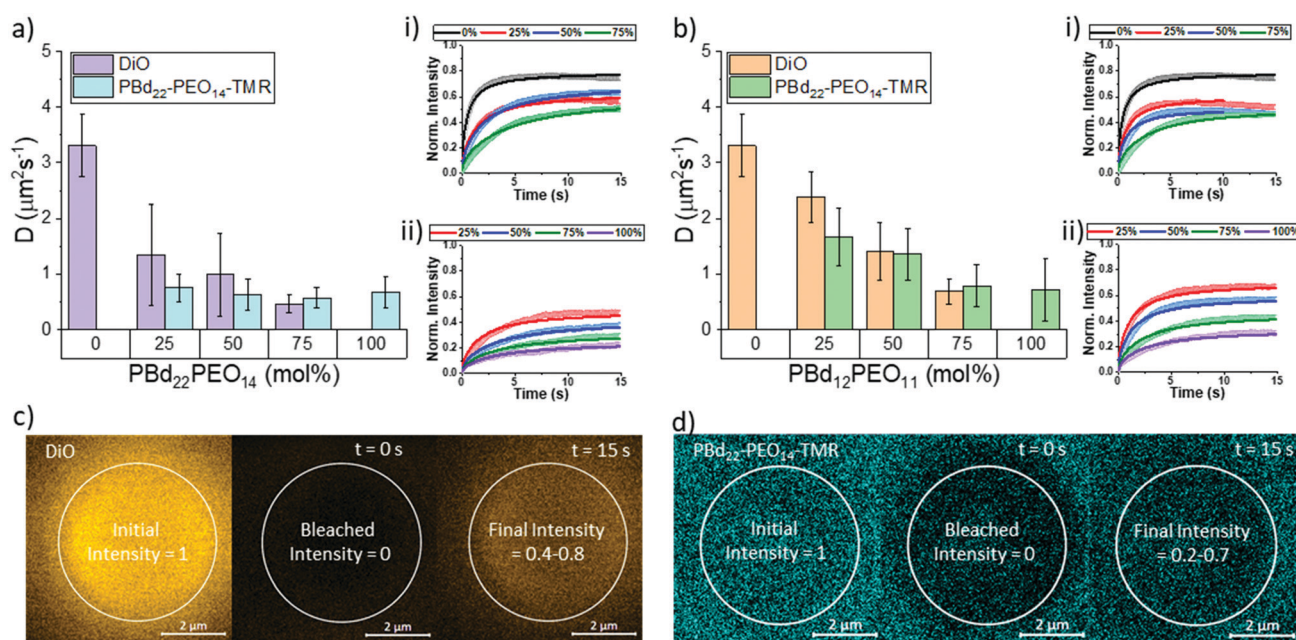 a)
D (μm²s⁻¹)
5
4
3
2
1
0
DiO
PBd₂₂-PEO₁₄-TMR
0 25 50 75 100
PBd₂₂PEO₁₄ (mol%)
i)
0% 25% 50% 75%
Norm. Intensity
1.0
0.8
0.6
0.4
0.2
0.0
0 5 10 15
Time (s)
ii)
25% 50% 75% 100%
Norm. Intensity
1.0
0.8
0.6
0.4
0.2
0.0
0 5 10 15
Time (s)
b)
D (μm²s⁻¹)
5
4
3
2
1
0
DiO
PBd₂₂-PEO₁₄-TMR
0 25 50 75 100
PBd₁₂PEO₁₁ (mol%)
i)
0% 25% 50% 75%
Norm. Intensity
1.0
0.8
0.6
0.4
0.2
0.0
0 5 10 15
Time (s)
ii)
25% 50% 75% 100%
Norm. Intensity
1.0
0.8
0.6
0.4
0.2
0.0
0 5 10 15
Time (s)
c)
DiO
Initial
Intensity = 1
2 μm
t = 0 s
Bleached
Intensity = 0
2 μm
t = 15 s
Final Intensity
= 0.4-0.8
2 μm
d)
PBd₂₂-PEO₁₄-TMR
Initial
Intensity = 1
2 μm
t = 0 s
Bleached
Intensity = 0
2 μm
t = 15 s
Final Intensity
= 0.2-0.7
2 μm